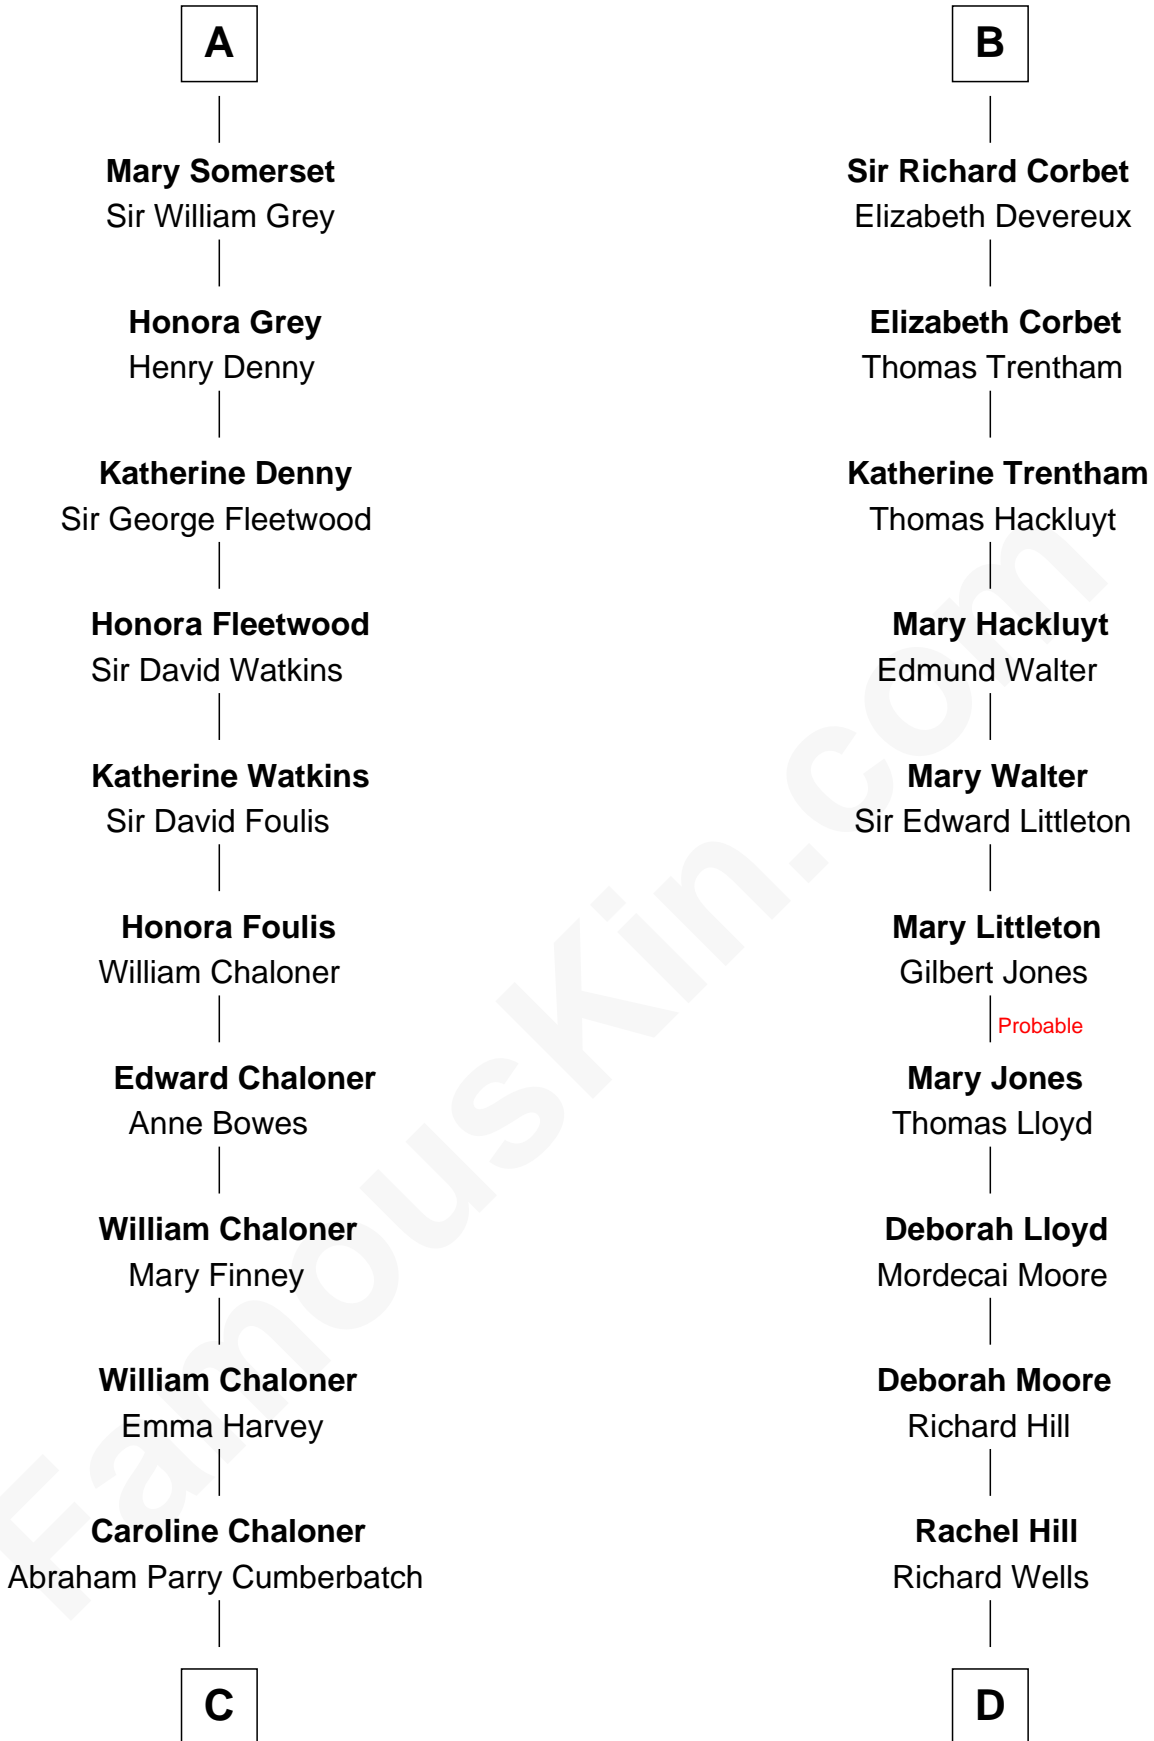 A
Mary Somerset
Sir William Grey
Honora Grey
Henry Denny
Katherine Denny
Sir George Fleetwood
Honora Fleetwood
Sir David Watkins
Katherine Watkins
Sir David Foulis
Honora Foulis
William Chaloner
Edward Chaloner
Anne Bowes
William Chaloner
Mary Finney
William Chaloner
Emma Harvey
Caroline Chaloner
Abraham Parry Cumberbatch
C
B
Sir Richard Corbet
Elizabeth Devereux
Elizabeth Corbet
Thomas Trentham
Katherine Trentham
Thomas Hackluyt
Mary Hackluyt
Edmund Walter
Mary Walter
Sir Edward Littleton
Mary Littleton
Gilbert Jones
Probable
Mary Jones
Thomas Lloyd
Deborah Lloyd
Mordecai Moore
Deborah Moore
Richard Hill
Rachel Hill
Richard Wells
D
FamousKin.com